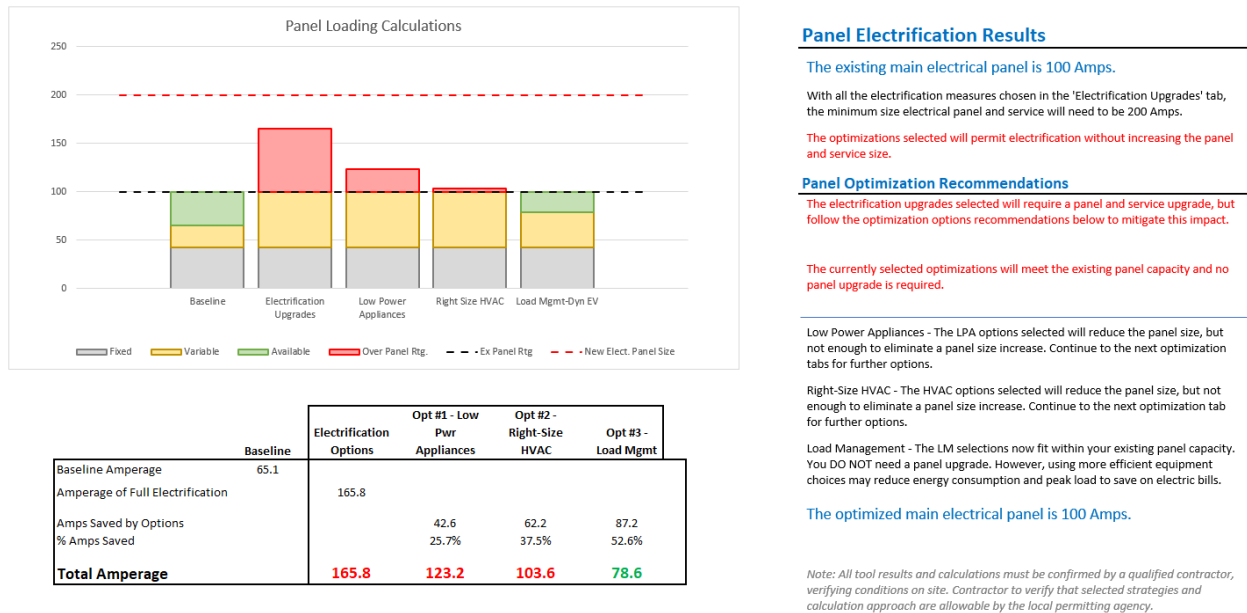 Panel Loading Calculations
250
200
150
100
50
0
Baseline
Electrification
Upgrades
Low Power
Appliances
Right Size HVAC
Load Mgmt-Dyn EV
Fixed
Variable
Available
Over Panel Rtg.
Ex Panel Rtg
New Elect. Panel Size
Baseline
Electrification
Options
Opt #1 - Low
Pwr
Appliances
Opt #2 -
Right-Size
HVAC
Opt #3 -
Load Mgmt
Baseline Amperage 65.1
Amperage of Full Electrification 165.8
Amps Saved by Options 42.6 62.2 87.2
% Amps Saved 25.7% 37.5% 52.6%
Total Amperage 165.8 123.2 103.6 78.6
Panel Electrification Results
The existing main electrical panel is 100 Amps.
With all the electrification measures chosen in the 'Electrification Upgrades' tab,
the minimum size electrical panel and service will need to be 200 Amps.
The optimizations selected will permit electrification without increasing the panel
and service size.
Panel Optimization Recommendations
The electrification upgrades selected will require a panel and service upgrade, but
follow the optimization options recommendations below to mitigate this impact.
The currently selected optimizations will meet the existing panel capacity and no
panel upgrade is required.
Low Power Appliances - The LPA options selected will reduce the panel size, but
not enough to eliminate a panel size increase. Continue to the next optimization
tabs for further options.
Right-Size HVAC - The HVAC options selected will reduce the panel size, but not
enough to eliminate a panel size increase. Continue to the next optimization tab
for further options.
Load Management - The LM selections now fit within your existing panel capacity.
You DO NOT need a panel upgrade. However, using more efficient equipment
choices may reduce energy consumption and peak load to save on electric bills.
The optimized main electrical panel is 100 Amps.
Note: All tool results and calculations must be confirmed by a qualified contractor,
verifying conditions on site. Contractor to verify that selected strategies and
calculation approach are allowable by the local permitting agency.